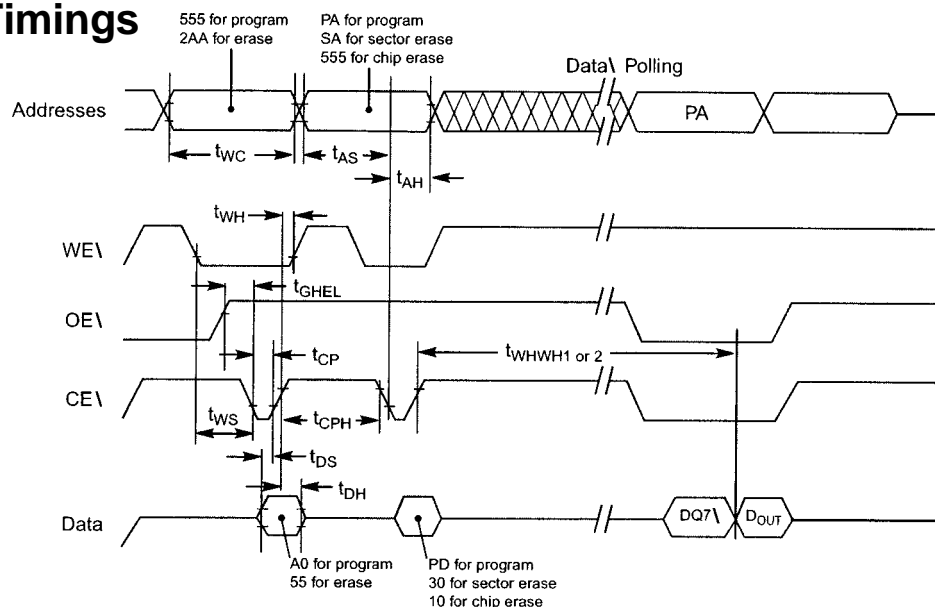 Timings
555 for program
2AA for erase
PA for program
SA for sector erase
555 for chip erase
Data\ Polling
Addresses
PA
tWC
tAS
tAH
tWH
WE\
tGHEL
OE\
tCP
tWHWH1 or 2
CE\
tWS
tCPH
tDS
tDH
Data
DQ7\
DOUT
A0 for program
55 for erase
PD for program
30 for sector erase
10 for chip erase